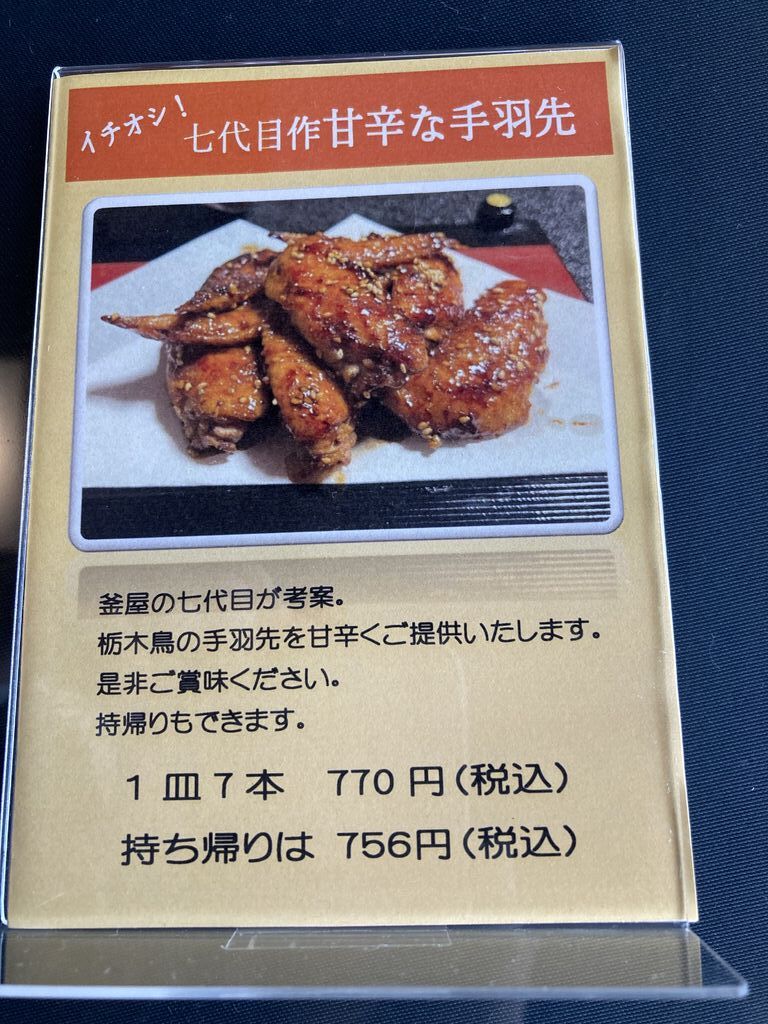 イチオシ！
七代目作甘辛な手羽先
釜屋の七代目が考案。
栃木鳥の手羽先を甘辛くご提供いたします。
是非ご賞味ください。
持帰りもできます。
１皿７本　770円（税込）
持ち帰りは 756円（税込）